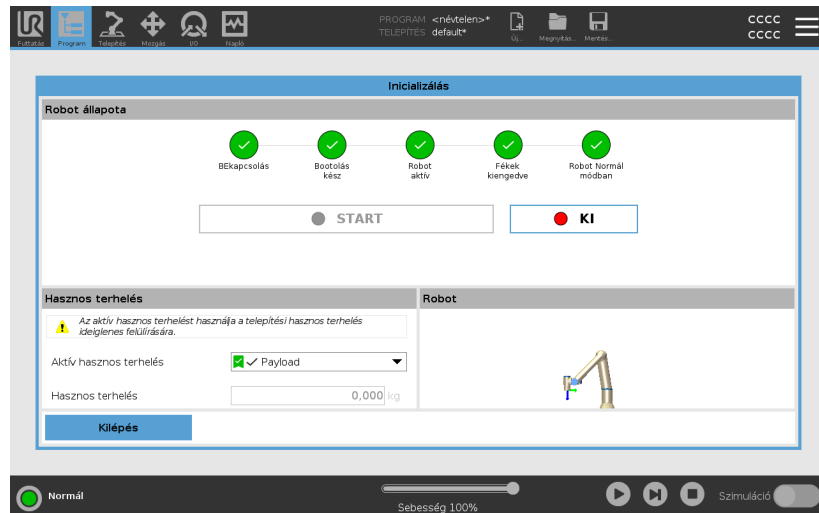 UR
PROGRAM <névtelen>*
TELEPÍTÉS default*
cccc
cccc
Futtatás
Program
Telepítés
Mozgás
I/O
Napló
Új...
Megnyitás...
Mentés...
Inicializálás
Robot állapota
BEkapcsolás
Bootolás
kész
Robot
aktív
Fékek
kiengedve
Robot Normál
módban
START
KI
Hasznos terhelés
Robot
Az aktív hasznos terhelést használja a telepítési hasznos terhelés
ideiglenes felülírására.
Aktív hasznos terhelés
Payload
Hasznos terhelés
0,000 kg
Kilépés
Normál
Sebesség 100%
Szimuláció